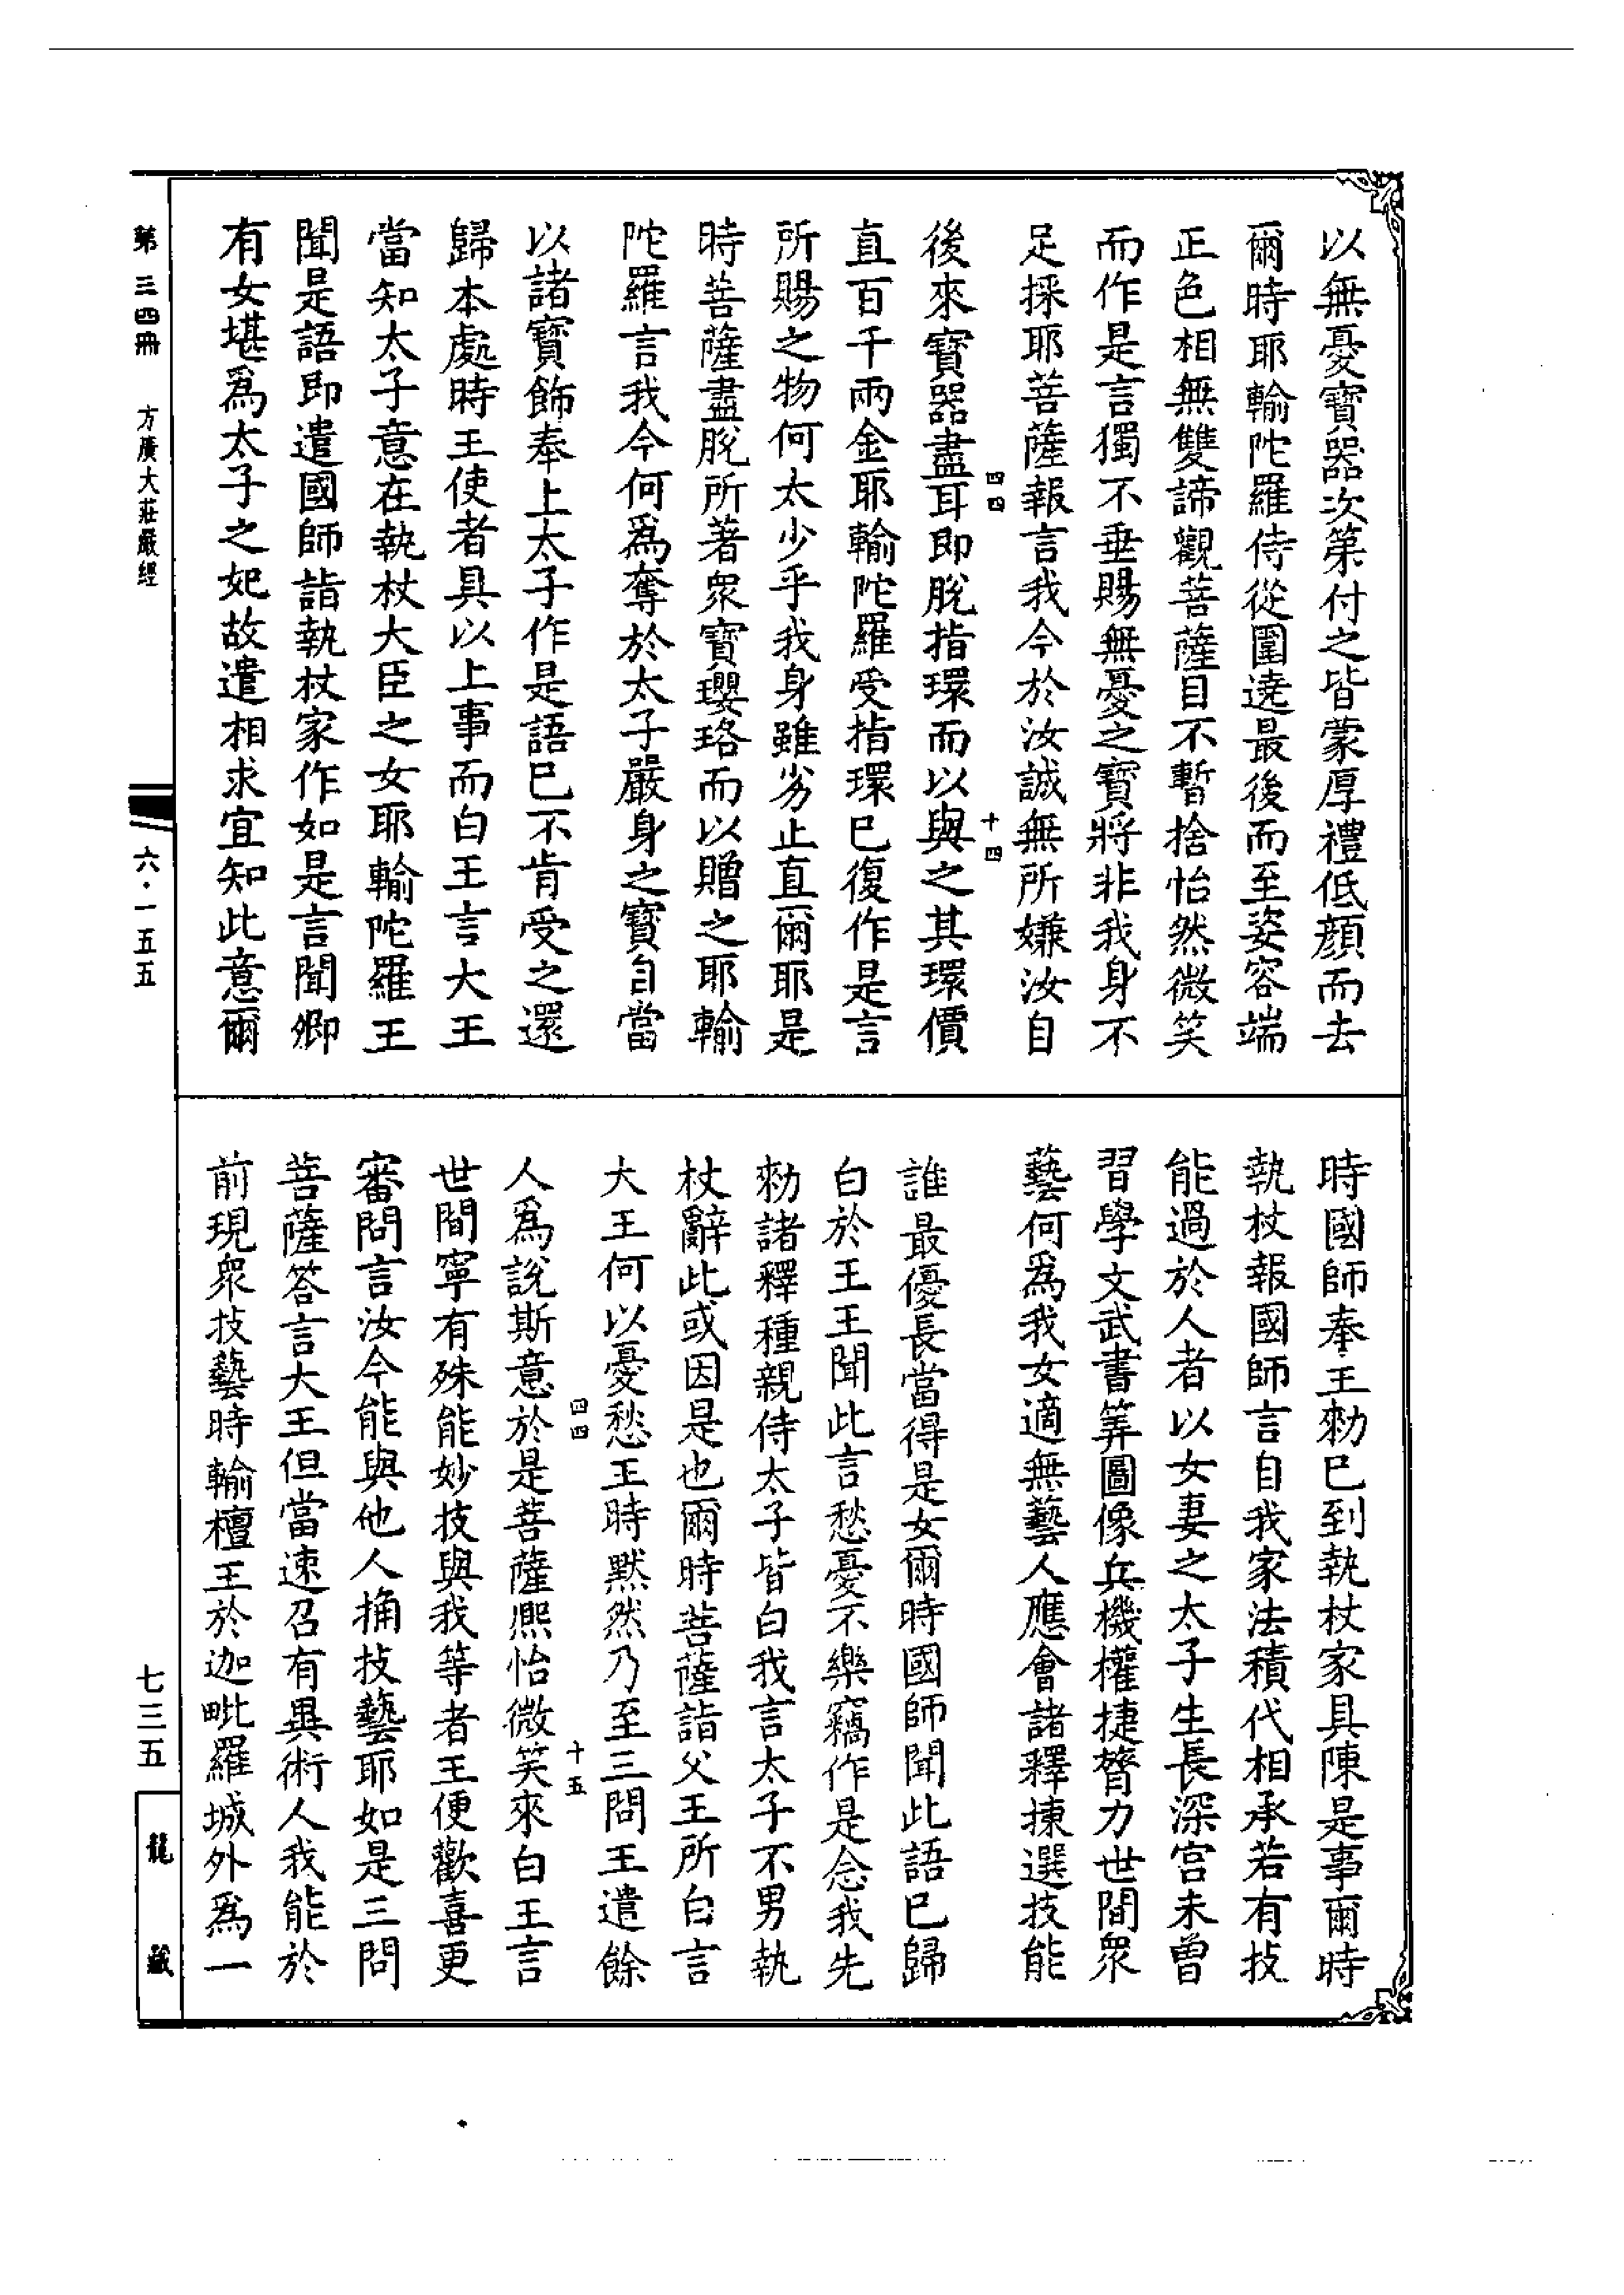 以無憂寶器次第付之皆蒙厚禮低顏而去
爾時耶輸陀羅侍從圍遶最後而至姿容端
正色相無雙諦觀菩薩目不暫捨怡然微笑
而作是言獨不垂賜無憂之寶將非我身不
足採耶菩薩報言我今於汝誠無所嫌汝自
四四
十四
後來寶器盡耳即脫指環而以與之其環價
直百千兩金耶輸陀羅受指環已復作是言
所賜之物何太少乎我身雖劣止直爾耶是
時菩薩盡脫所著眾寶瓔珞而以贈之耶輸
陀羅言我今何為奪於太子嚴身之寶自當
以諸寶飾奉上太子作是語已不肯受之還
歸本處時王使者具以上事而白王言大王
當知太子意在執杖大臣之女耶輸陀羅王
聞是語即遣國師詣執杖家作如是言聞卿
有女堪為太子之妃故遣相求宜知此意爾
時國師奉王勑已到執杖家具陳是事爾時
執杖報國師言自我家法積代相承若有技
能過於人者以女妻之太子生長深宮未曾
習學文武書筭圖像兵機權捷膂力世間眾
藝何為我女適無藝人應會諸釋揀選技能
誰最優長當得是女爾時國師聞此語已歸
白於王王聞此言愁憂不樂竊作是念我先
勑諸釋種親侍太子皆白我言太子不男執
杖辭此或因是也爾時菩薩詣父王所白言
大王何以憂愁王時默然乃至三問王遣餘
四四
十五
人為說斯意於是菩薩熈怡微笑來白王言
世間寧有殊能妙技與我等者王便歡喜更
審問言汝今能與他人捔技藝耶如是三問
菩薩答言大王但當速召有異術人我能於
前現眾技藝時輸檀王於迦毗羅城外為一
第三四冊
方廣大莊嚴經
六·一五五
七三五
龍藏